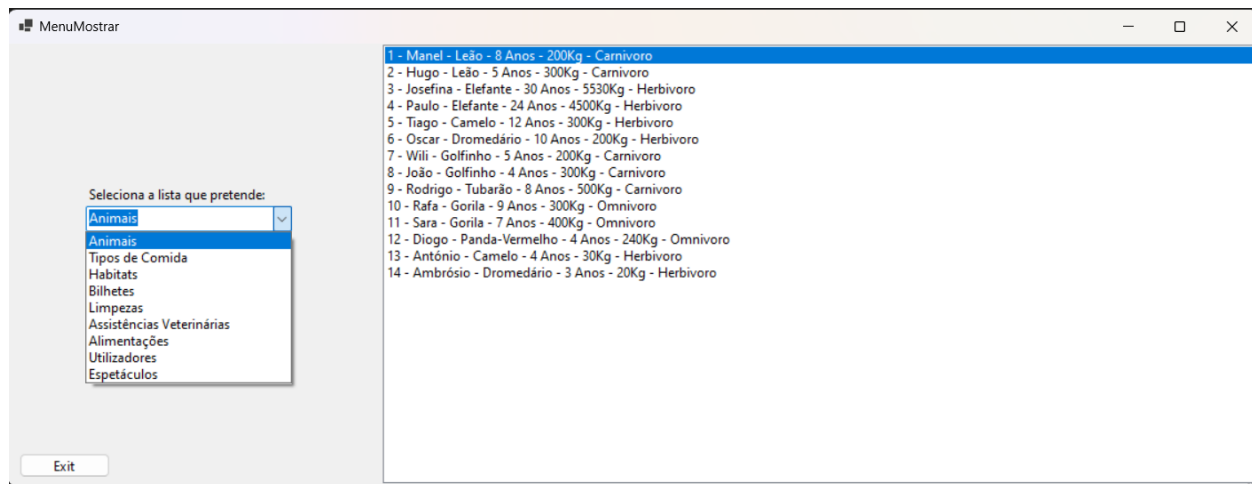 MenuMostrar
Seleciona a lista que pretende:
Animais
Animais
Tipos de Comida
Habitats
Bilhetes
Limpezas
Assistências Veterinárias
Alimentações
Utilizadores
Espetáculos
Exit
1 - Manel - Leão - 8 Anos - 200Kg - Carnivoro
2 - Hugo - Leão - 5 Anos - 300Kg - Carnivoro
3 - Josefina - Elefante - 30 Anos - 5530Kg - Herbivoro
4 - Paulo - Elefante - 24 Anos - 4500Kg - Herbivoro
5 - Tiago - Camelo - 12 Anos - 300Kg - Herbivoro
6 - Oscar - Dromedário - 10 Anos - 200Kg - Herbivoro
7 - Wili - Golfinho - 5 Anos - 200Kg - Carnivoro
8 - João - Golfinho - 4 Anos - 300Kg - Carnivoro
9 - Rodrigo - Tubarão - 8 Anos - 500Kg - Carnivoro
10 - Rafa - Gorila - 9 Anos - 300Kg - Omnivoro
11 - Sara - Gorila - 7 Anos - 400Kg - Omnivoro
12 - Diogo - Panda-Vermelho - 4 Anos - 240Kg - Omnivoro
13 - António - Camelo - 4 Anos - 30Kg - Herbivoro
14 - Ambrósio - Dromedário - 3 Anos - 20Kg - Herbivoro